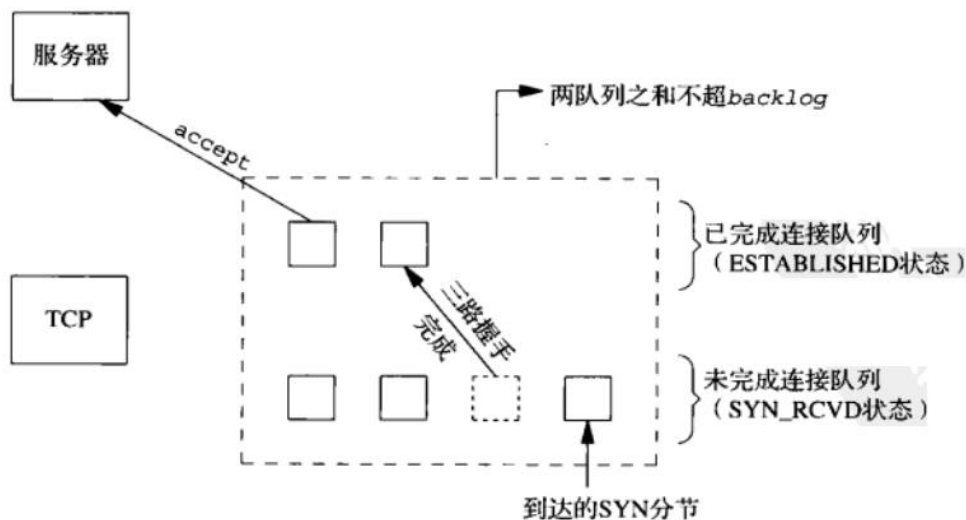 服务器
两队列之和不超backlog
accept
已完成连接队列
（ESTABLISHED状态）
三路握手
完成
TCP
未完成连接队列
（SYN_RCVD状态）
到达的SYN分节